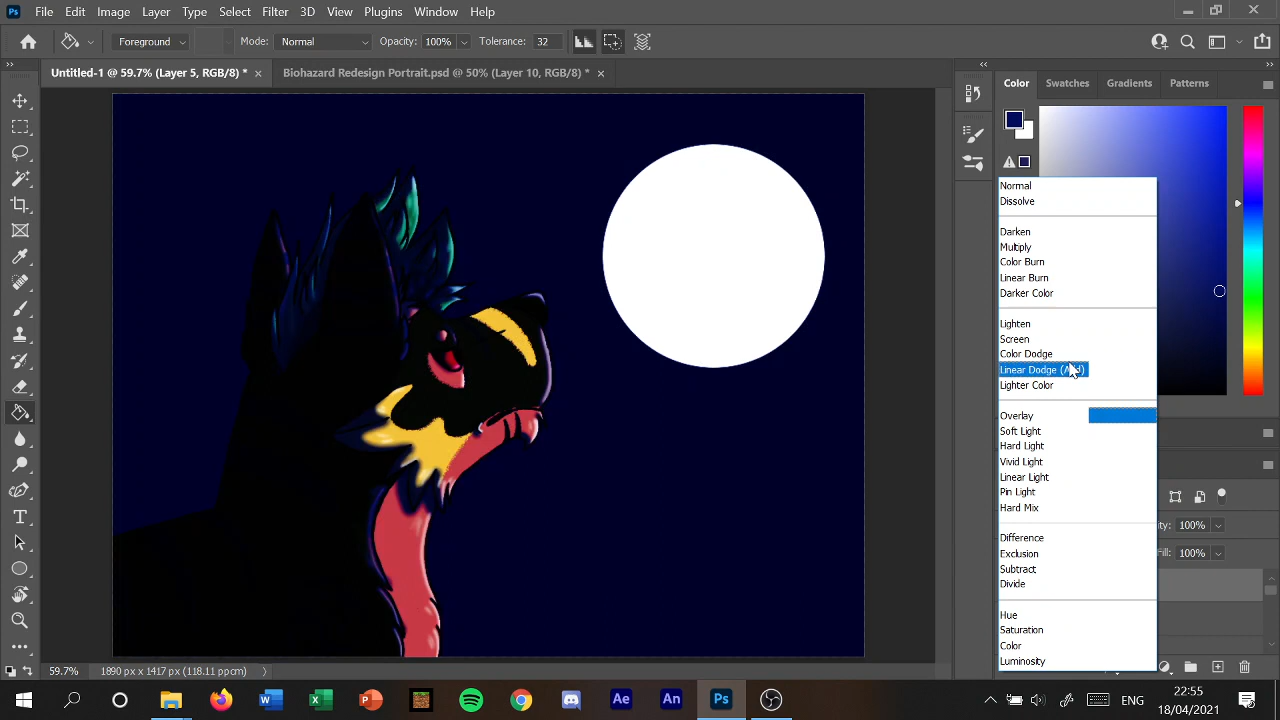 Ps File Edit Image Layer Type Select Filter 3D View Plugins Window Help
Foreground Mode: Normal Opacity: 100% Tolerance: 32
Untitled-1 @ 59.7% (Layer 5, RGB/8) * Biohazard Redesign Portrait.psd @ 50% (Layer 10, RGB/8) *
Color Swatches Gradients Patterns
Normal
Dissolve
Darken
Multiply
Color Burn
Linear Burn
Darker Color
Lighten
Screen
Color Dodge
Linear Dodge (Add)
Lighter Color
Overlay
Soft Light
Hard Light
Vivid Light
Linear Light
Pin Light
Hard Mix
100%
Difference
Exclusion
Fill: 100%
Subtract
Divide
Hue
Saturation
Color
Luminosity
59.7% 1890 px x 1417 px (118.11 ppcm)
Ae An Ps ENG 22:55
18/04/2021